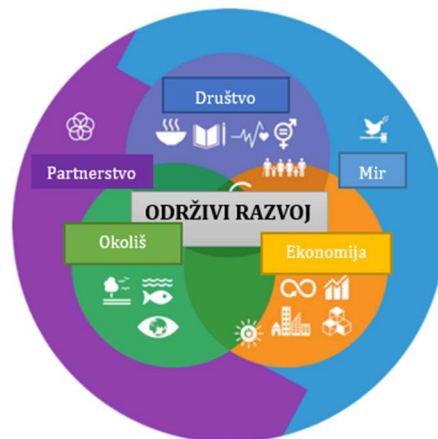 Društvo
Partnerstvo
Mir
ODRŽIVI RAZVOJ
Okoliš
Ekonomija